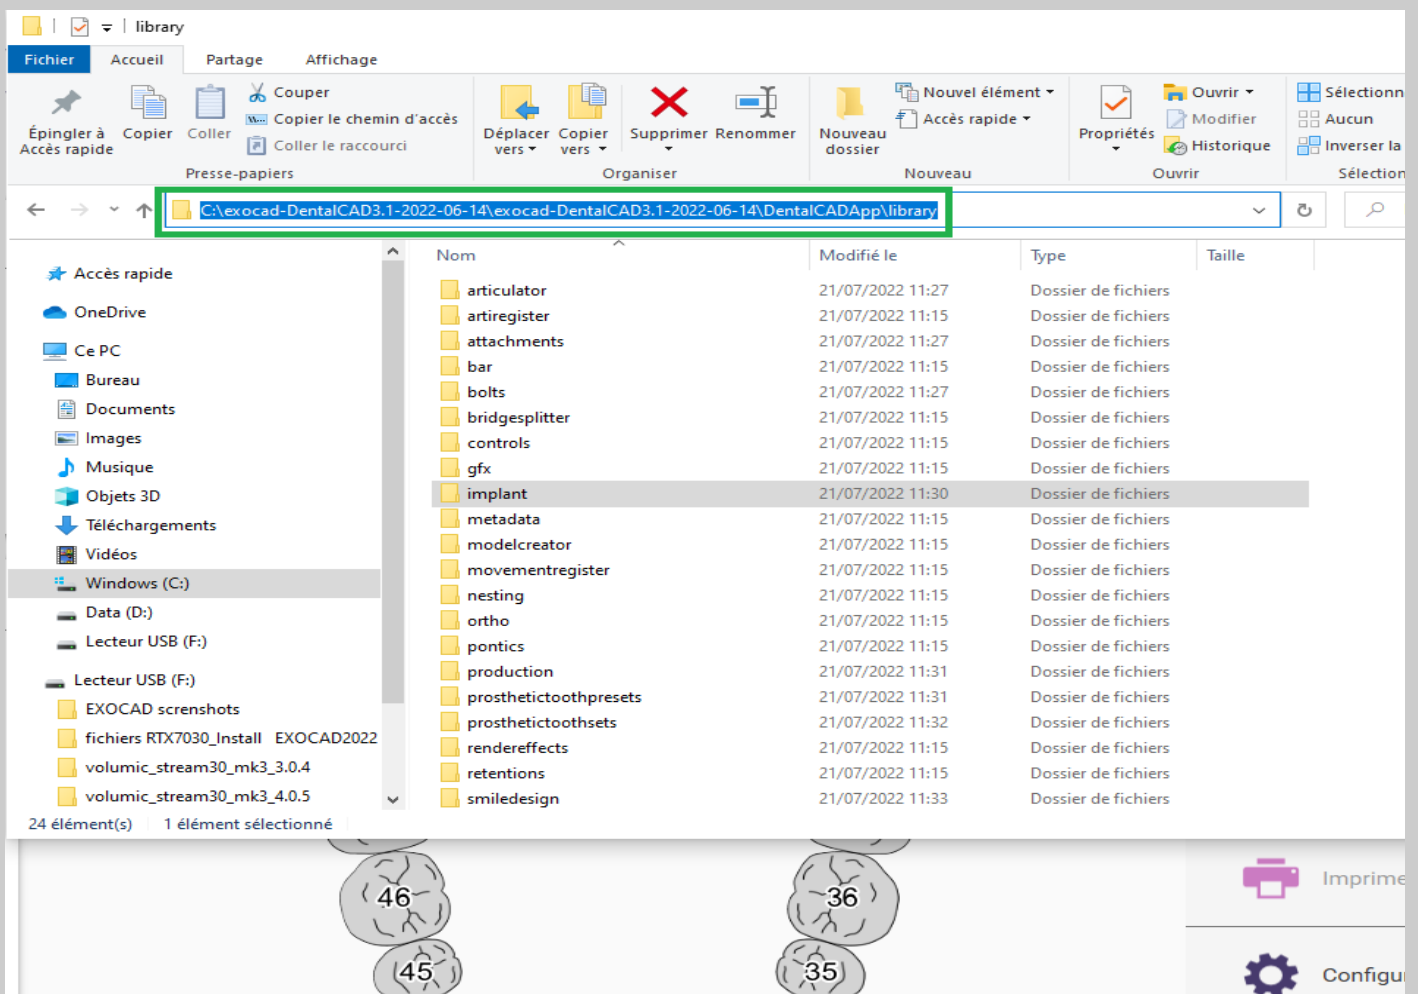 library
Fichier Accueil Partage Affichage
Épingler à Accès rapide
Copier
Coller
Couper
Copier le chemin d'accès
Coller le raccourci
Presse-papiers
Déplacer vers
Copier vers
Supprimer
Renommer
Organiser
Nouveau dossier
Nouvel élément
Accès rapide
Nouveau
Propriétés
Ouvrir
Modifier
Historique
Ouvrir
Sélectionn
Aucun
Inverser la
Sélection
C:\exocad-DentalCAD3.1-2022-06-14\exocad-DentalCAD3.1-2022-06-14\DentalCADApp\library
Accès rapide
OneDrive
Ce PC
Bureau
Documents
Images
Musique
Objets 3D
Téléchargements
Vidéos
Windows (C:)
Data (D:)
Lecteur USB (F:)
Lecteur USB (F:)
EXOCAD screnshots
fichiers RTX7030_Install EXOCAD2022
volumic_stream30_mk3_3.0.4
volumic_stream30_mk3_4.0.5
Nom Modifié le Type Taille
articulator 21/07/2022 11:27 Dossier de fichiers
artiregister 21/07/2022 11:15 Dossier de fichiers
attachments 21/07/2022 11:27 Dossier de fichiers
bar 21/07/2022 11:15 Dossier de fichiers
bolts 21/07/2022 11:27 Dossier de fichiers
bridgesplitter 21/07/2022 11:15 Dossier de fichiers
controls 21/07/2022 11:15 Dossier de fichiers
gfx 21/07/2022 11:15 Dossier de fichiers
implant 21/07/2022 11:30 Dossier de fichiers
metadata 21/07/2022 11:15 Dossier de fichiers
modelcreator 21/07/2022 11:15 Dossier de fichiers
movementregister 21/07/2022 11:15 Dossier de fichiers
nesting 21/07/2022 11:15 Dossier de fichiers
ortho 21/07/2022 11:15 Dossier de fichiers
pontics 21/07/2022 11:15 Dossier de fichiers
production 21/07/2022 11:31 Dossier de fichiers
prosthetictoothpresets 21/07/2022 11:31 Dossier de fichiers
prosthetictoothsets 21/07/2022 11:32 Dossier de fichiers
rendereffects 21/07/2022 11:15 Dossier de fichiers
retentions 21/07/2022 11:15 Dossier de fichiers
smiledesign 21/07/2022 11:33 Dossier de fichiers
24 élément(s) 1 élément sélectionné
46 36
Imprime
45 35
Configu